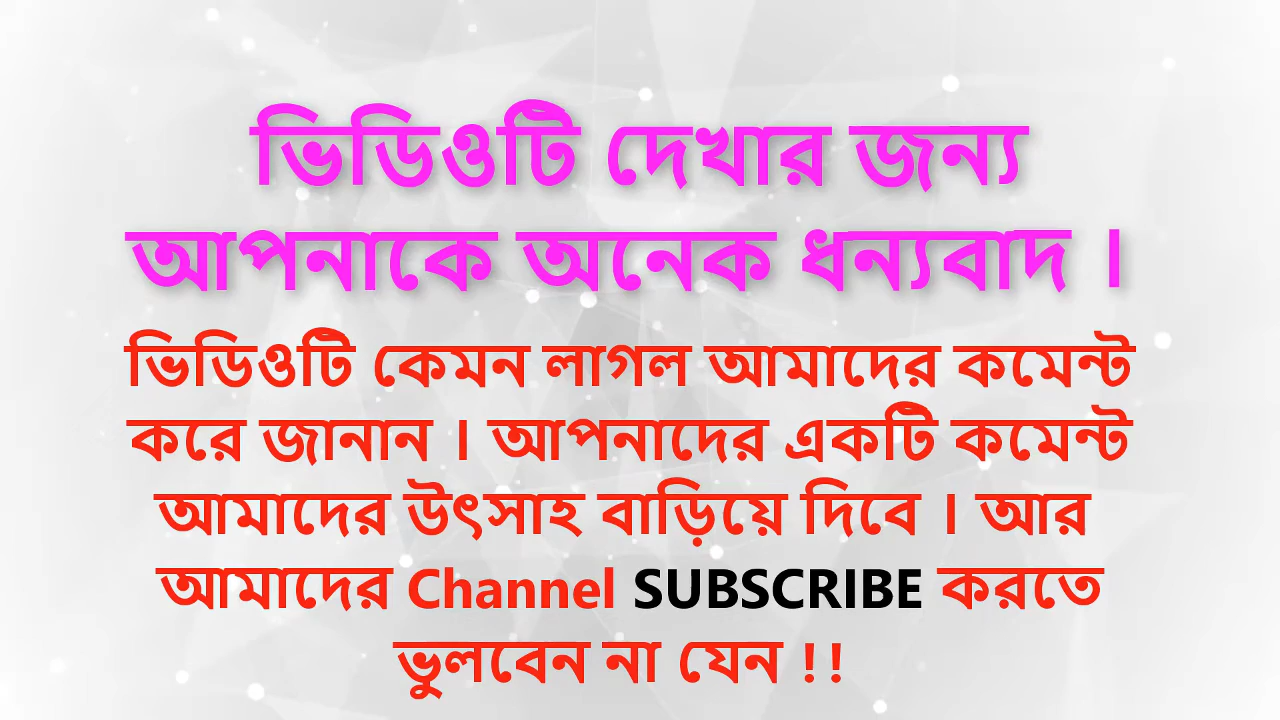 ভিডিওটি দেখার জন্য
আপনাকে অনেক ধন্যবাদ ।
ভিডিওটি কেমন লাগল আমাদের কমেন্ট
করে জানান । আপনাদের একটি কমেন্ট
আমাদের উৎসাহ বাড়িয়ে দিবে । আর
আমাদের Channel SUBSCRIBE করতে
ভুলবেন না যেন !!